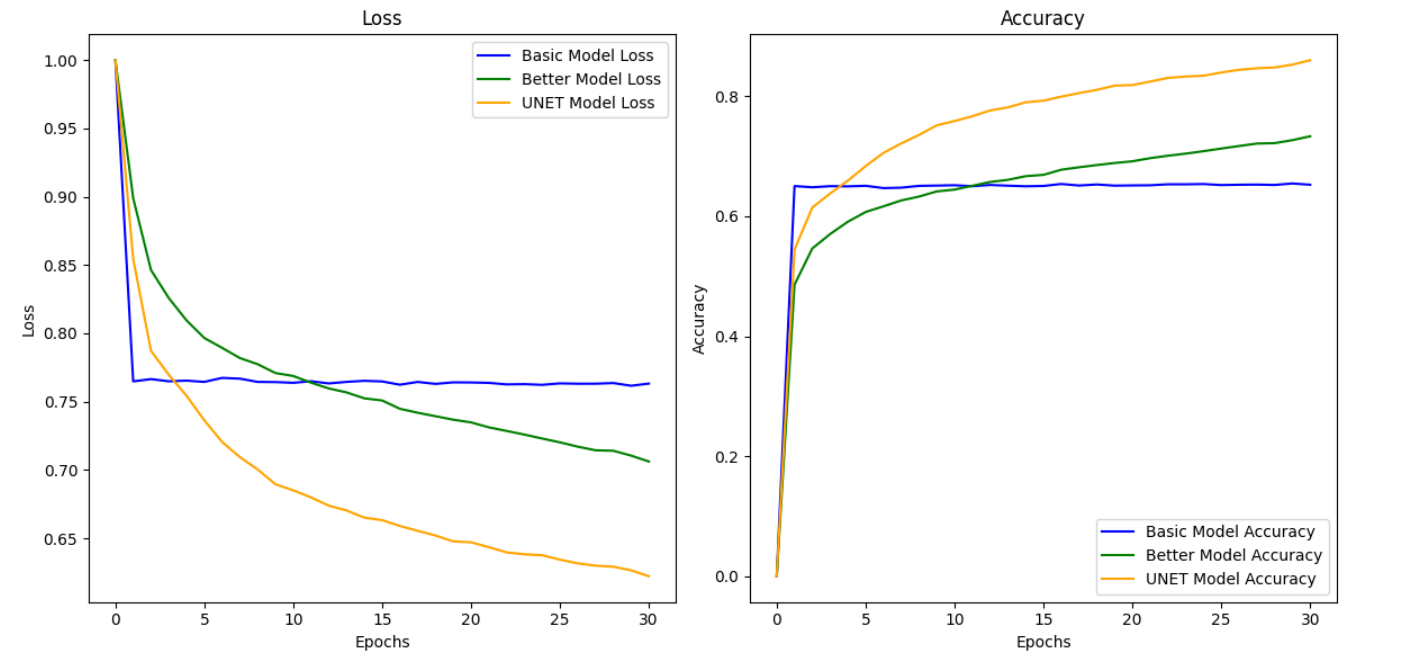 Loss
Basic Model Loss
Better Model Loss
UNET Model Loss
Loss
1.00
0.95
0.90
0.85
0.80
0.75
0.70
0.65
0 5 10 15 20 25 30
Epochs
Accuracy
Accuracy
0.8
0.6
0.4
0.2
0.0
Basic Model Accuracy
Better Model Accuracy
UNET Model Accuracy
0 5 10 15 20 25 30
Epochs